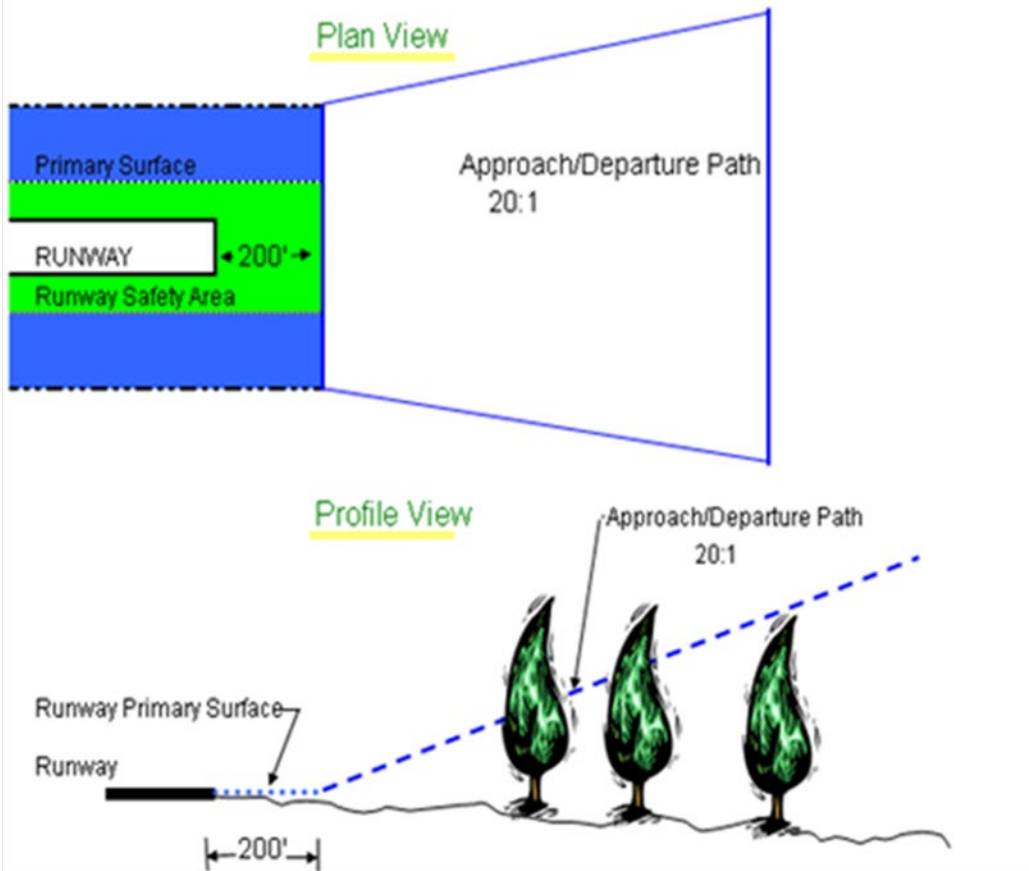 Plan View
Primary Surface
Approach/Departure Path
20:1
RUNWAY
200'
Runway Safety Area
Profile View
Approach/Departure Path
20:1
Runway Primary Surface
Runway
200'